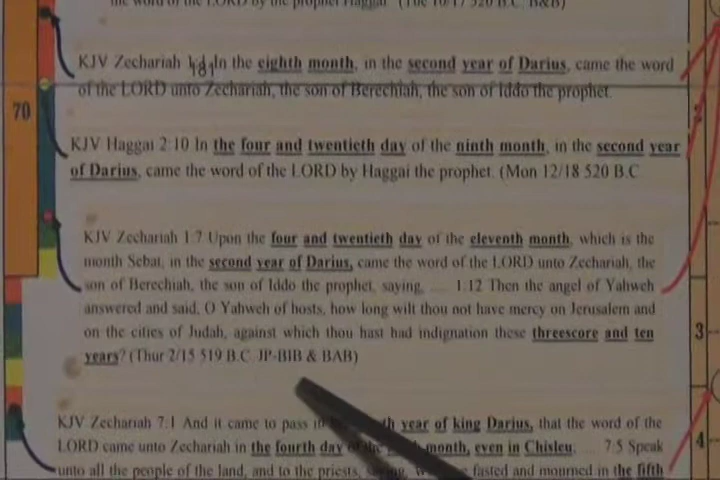 the word of the LORD by the prophet Haggai (Tue 10/17 520 B.C. B&B)
KJV Zechariah 1:1 In the eighth month, in the second year of Darius, came the word
of the LORD unto Zechariah, the son of Berechiah, the son of Iddo the prophet.
70
KJV Haggai 2:10 In the four and twentieth day of the ninth month, in the second year
of Darius, came the word of the LORD by Haggai the prophet. (Mon 12/18 520 B.C
KJV Zechariah 1:7 Upon the four and twentieth day of the eleventh month, which is the
month Sebat, in the second year of Darius, came the word of the LORD unto Zechariah, the
son of Berechiah, the son of Iddo the prophet, saying, .... 1:12 Then the angel of Yahweh
answered and said, O Yahweh of hosts, how long wilt thou not have mercy on Jerusalem and
on the cities of Judah, against which thou hast had indignation these threescore and ten
years? (Thur 2/15 519 B.C. JP-BIB & BAB)
3
KJV Zechariah 7:1 And it came to pass in year of king Darius, that the word of the
LORD came unto Zechariah in the fourth day of the month, even in Chisleu; .... 7:5 Speak
4
unto all the people of the land, and to the priests, saying, fasted and mourned in the fifth